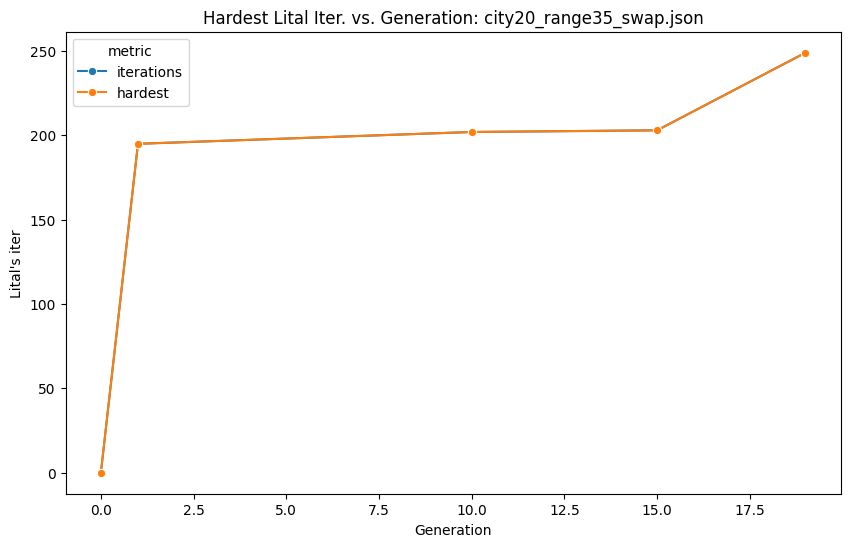 Hardest Lital Iter. vs. Generation: city20_range35_swap.json
metric
iterations
hardest
250
200
150
100
50
0
Lital's iter
0.0 2.5 5.0 7.5 10.0 12.5 15.0 17.5
Generation